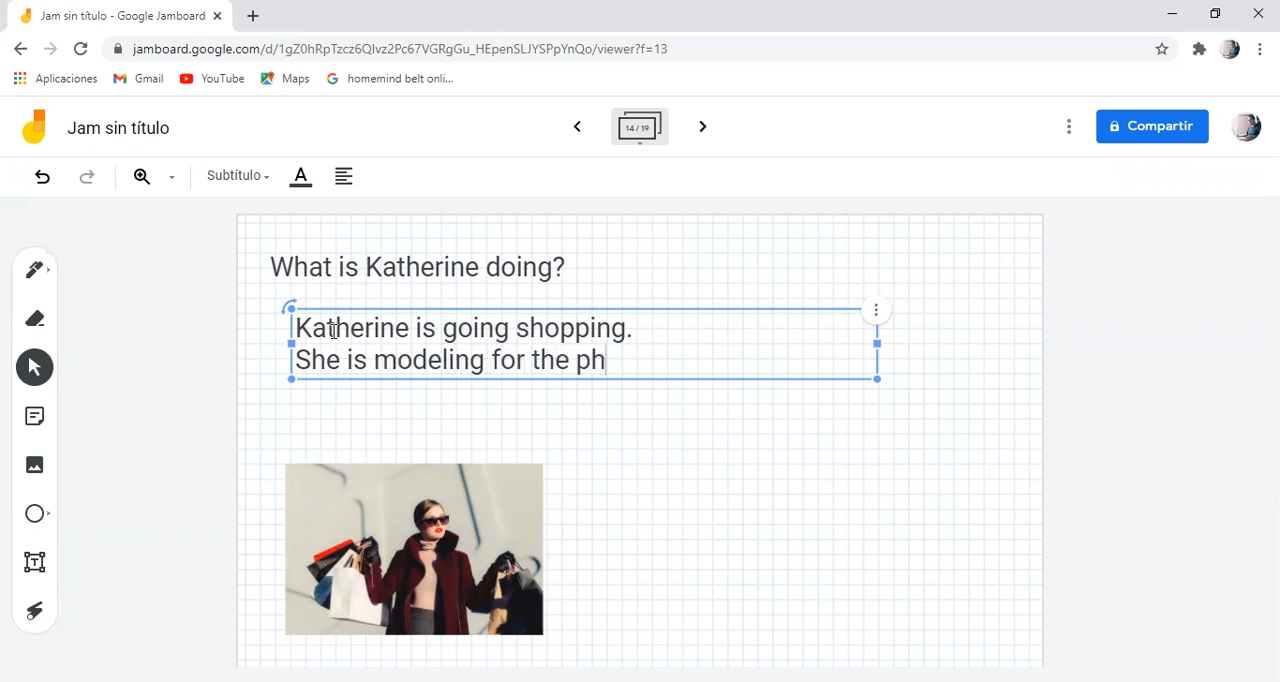 Jam sin título - Google Jamboard
jamboard.google.com/d/1gZ0hRpTzcz6QIvz2Pc67VGRgGu_HEpenSLJYSPpYnQo/viewer?f=13
Aplicaciones Gmail YouTube Maps homemind belt onli...
Jam sin título
14 / 19
Compartir
Subtítulo
What is Katherine doing?
Katherine is going shopping.
She is modeling for the ph